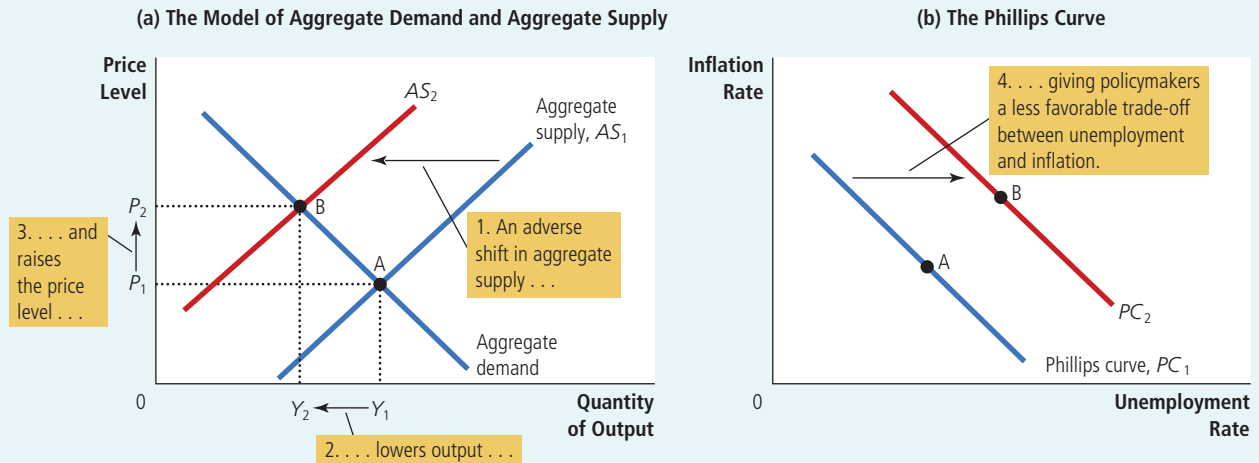 (a) The Model of Aggregate Demand and Aggregate Supply
Price
Level
AS2
Aggregate
supply, AS1
P2
B
3. . . . and
raises
the price
level . . .
P1
A
1. An adverse
shift in aggregate
supply . . .
Aggregate
demand
0
Y2
Y1
Quantity
of Output
2. . . . lowers output . . .
(b) The Phillips Curve
Inflation
Rate
4. . . . giving policymakers
a less favorable trade-off
between unemployment
and inflation.
B
A
PC2
Phillips curve, PC1
0
Unemployment
Rate